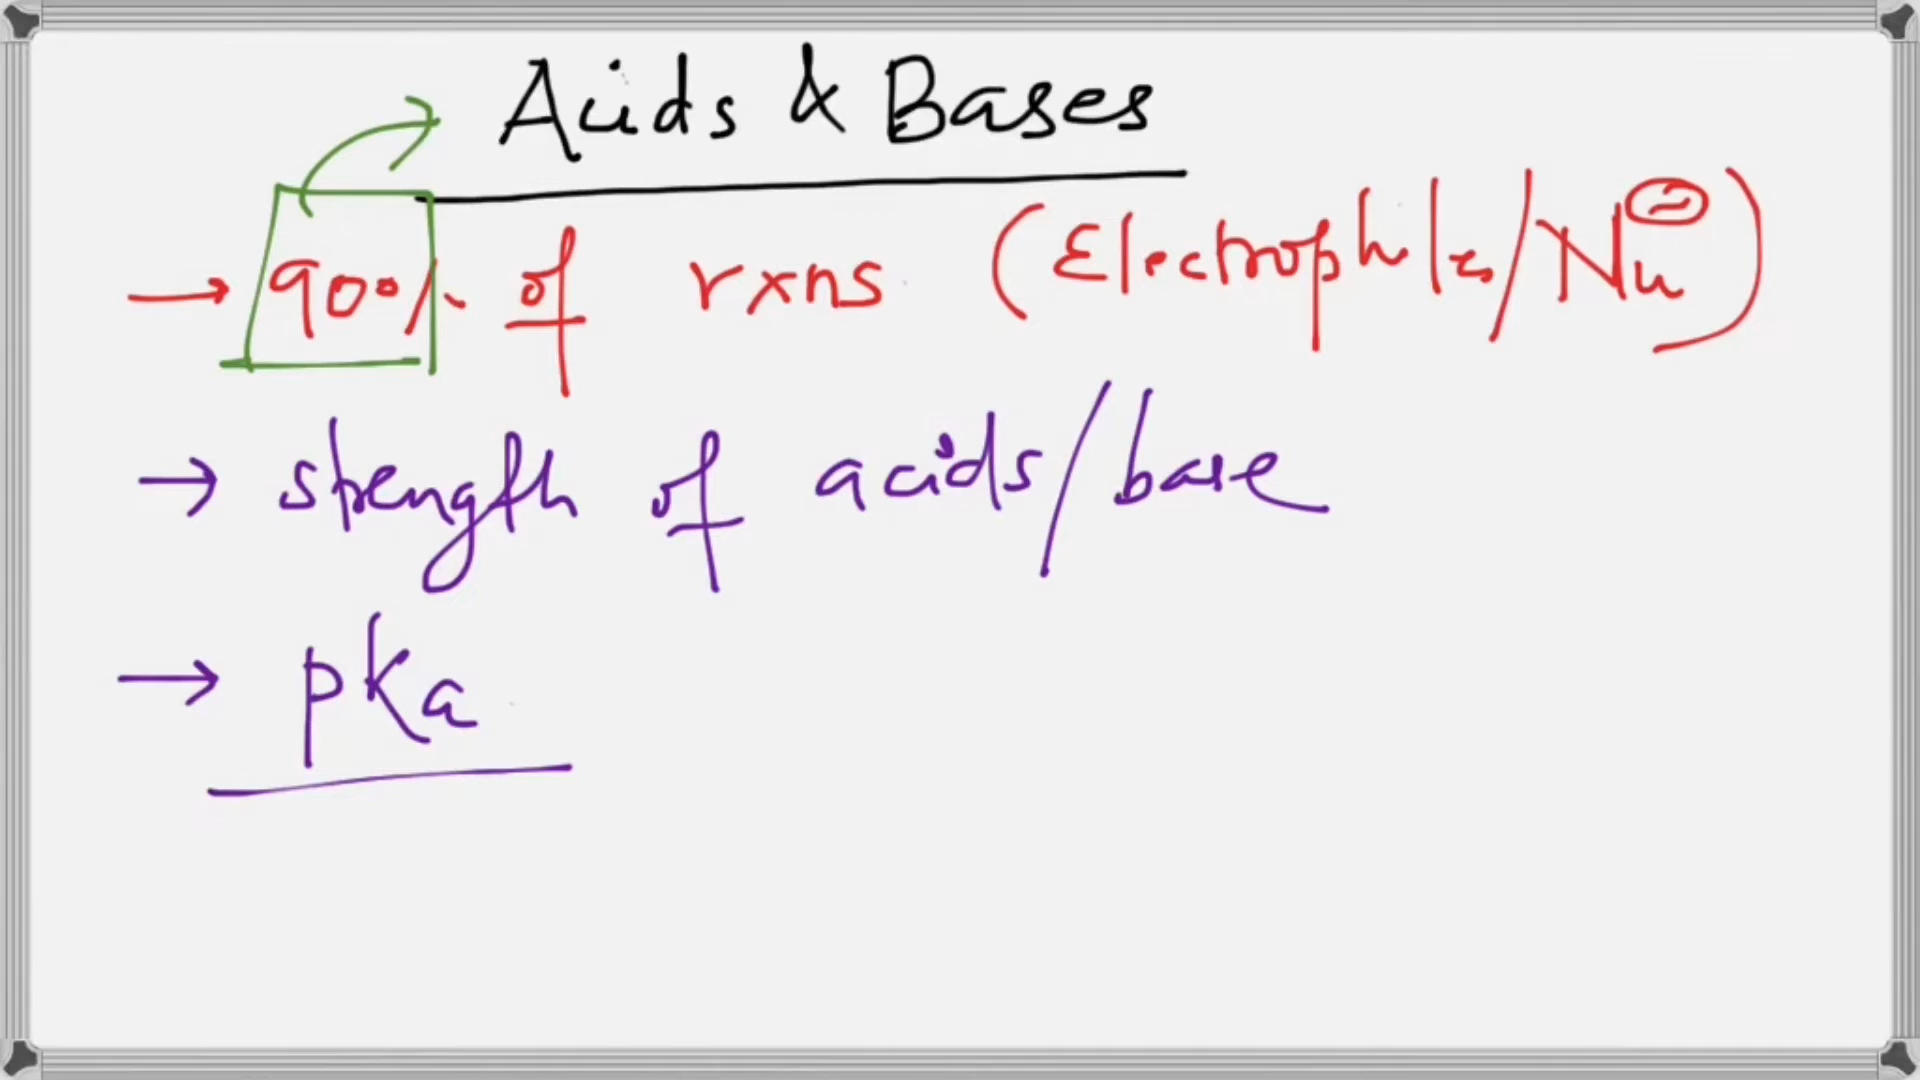 Acids & Bases
→ 90% of rxns (Electrophile/Nu⊖)
→ strength of acids/base
→ pKa